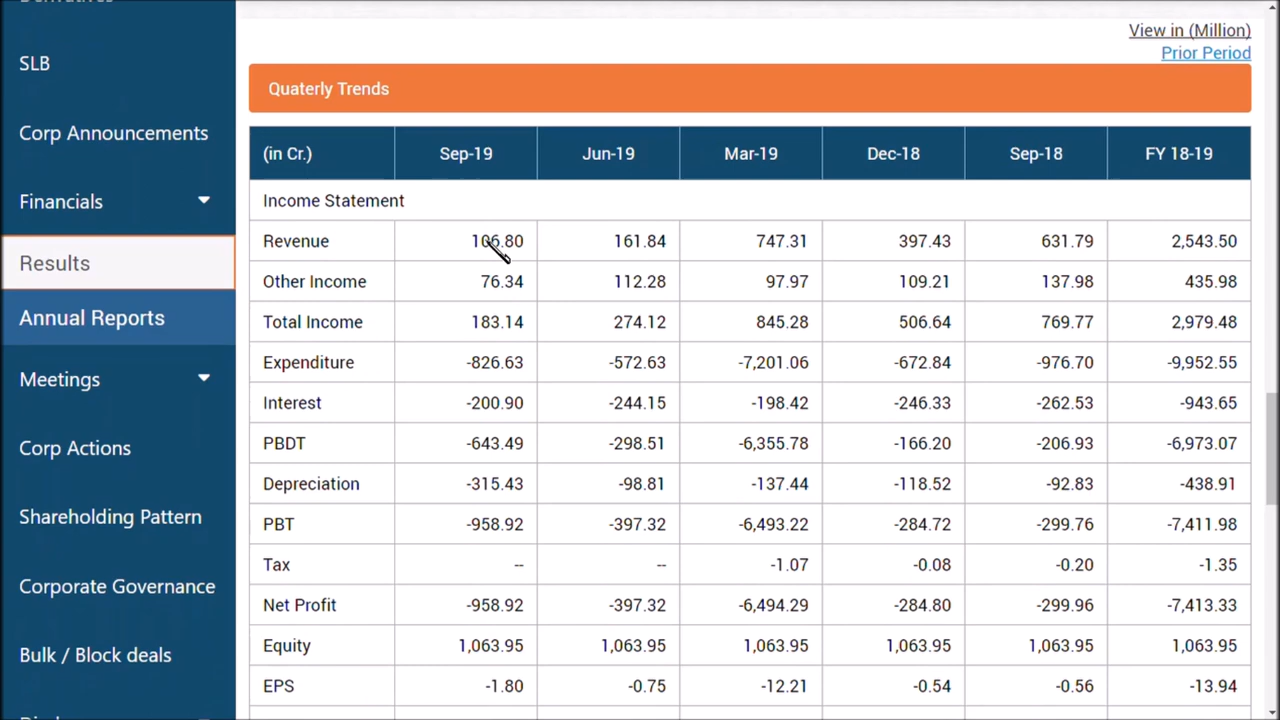 SLB
Corp Announcements
Financials
Results
Annual Reports
Meetings
Corp Actions
Shareholding Pattern
Corporate Governance
Bulk / Block deals
View in (Million)
Prior Period
Quaterly Trends
(in Cr.) Sep-19 Jun-19 Mar-19 Dec-18 Sep-18 FY 18-19
Income Statement
Revenue 106.80 161.84 747.31 397.43 631.79 2,543.50
Other Income 76.34 112.28 97.97 109.21 137.98 435.98
Total Income 183.14 274.12 845.28 506.64 769.77 2,979.48
Expenditure -826.63 -572.63 -7,201.06 -672.84 -976.70 -9,952.55
Interest -200.90 -244.15 -198.42 -246.33 -262.53 -943.65
PBDT -643.49 -298.51 -6,355.78 -166.20 -206.93 -6,973.07
Depreciation -315.43 -98.81 -137.44 -118.52 -92.83 -438.91
PBT -958.92 -397.32 -6,493.22 -284.72 -299.76 -7,411.98
Tax -- -- -1.07 -0.08 -0.20 -1.35
Net Profit -958.92 -397.32 -6,494.29 -284.80 -299.96 -7,413.33
Equity 1,063.95 1,063.95 1,063.95 1,063.95 1,063.95 1,063.95
EPS -1.80 -0.75 -12.21 -0.54 -0.56 -13.94